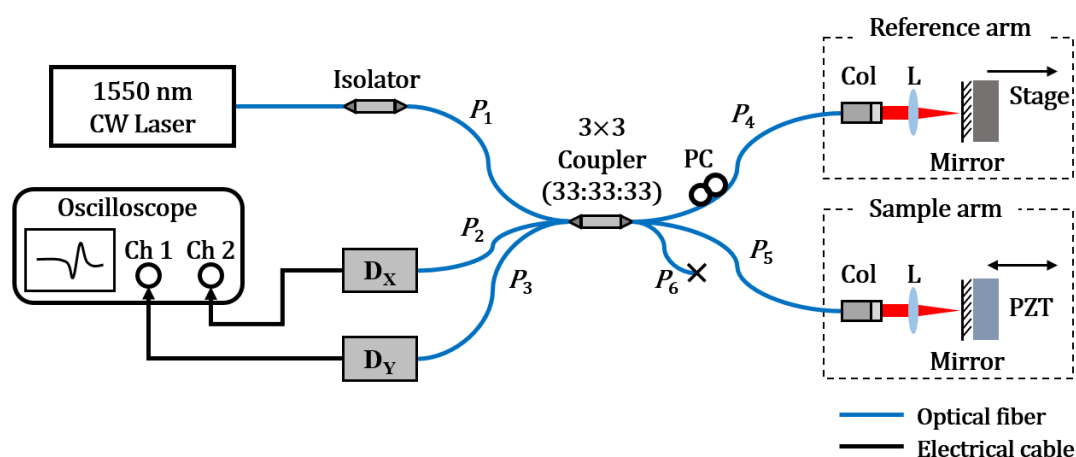 Reference arm
1550 nm
CW Laser
Isolator
P1
3×3
Coupler
(33:33:33)
PC
P4
Col
L
Stage
Mirror
Oscilloscope
Ch 1
Ch 2
P2
P3
DX
DY
P6
P5
Sample arm
Col
L
PZT
Mirror
Optical fiber
Electrical cable